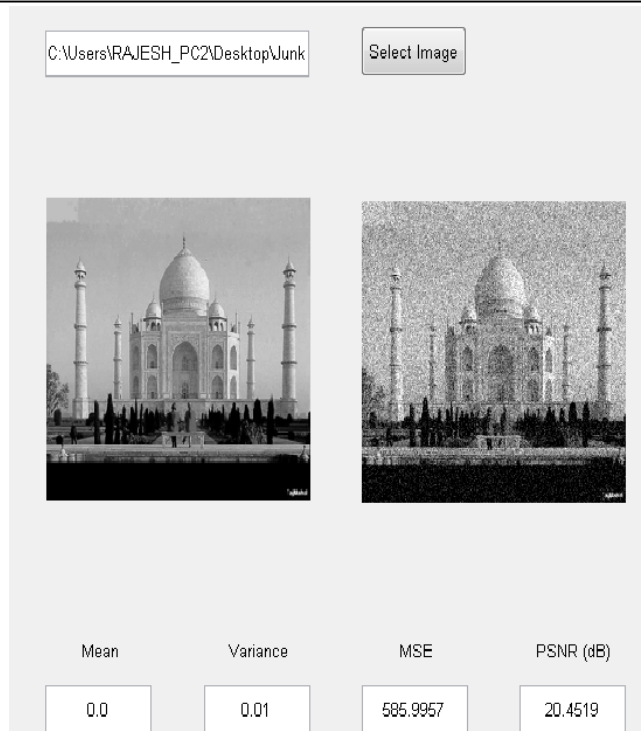 C:\Users\RAJESH_PC2\Desktop\Junk
Select Image
Mean Variance MSE PSNR (dB)
0.0 0.01 585.9957 20.4519